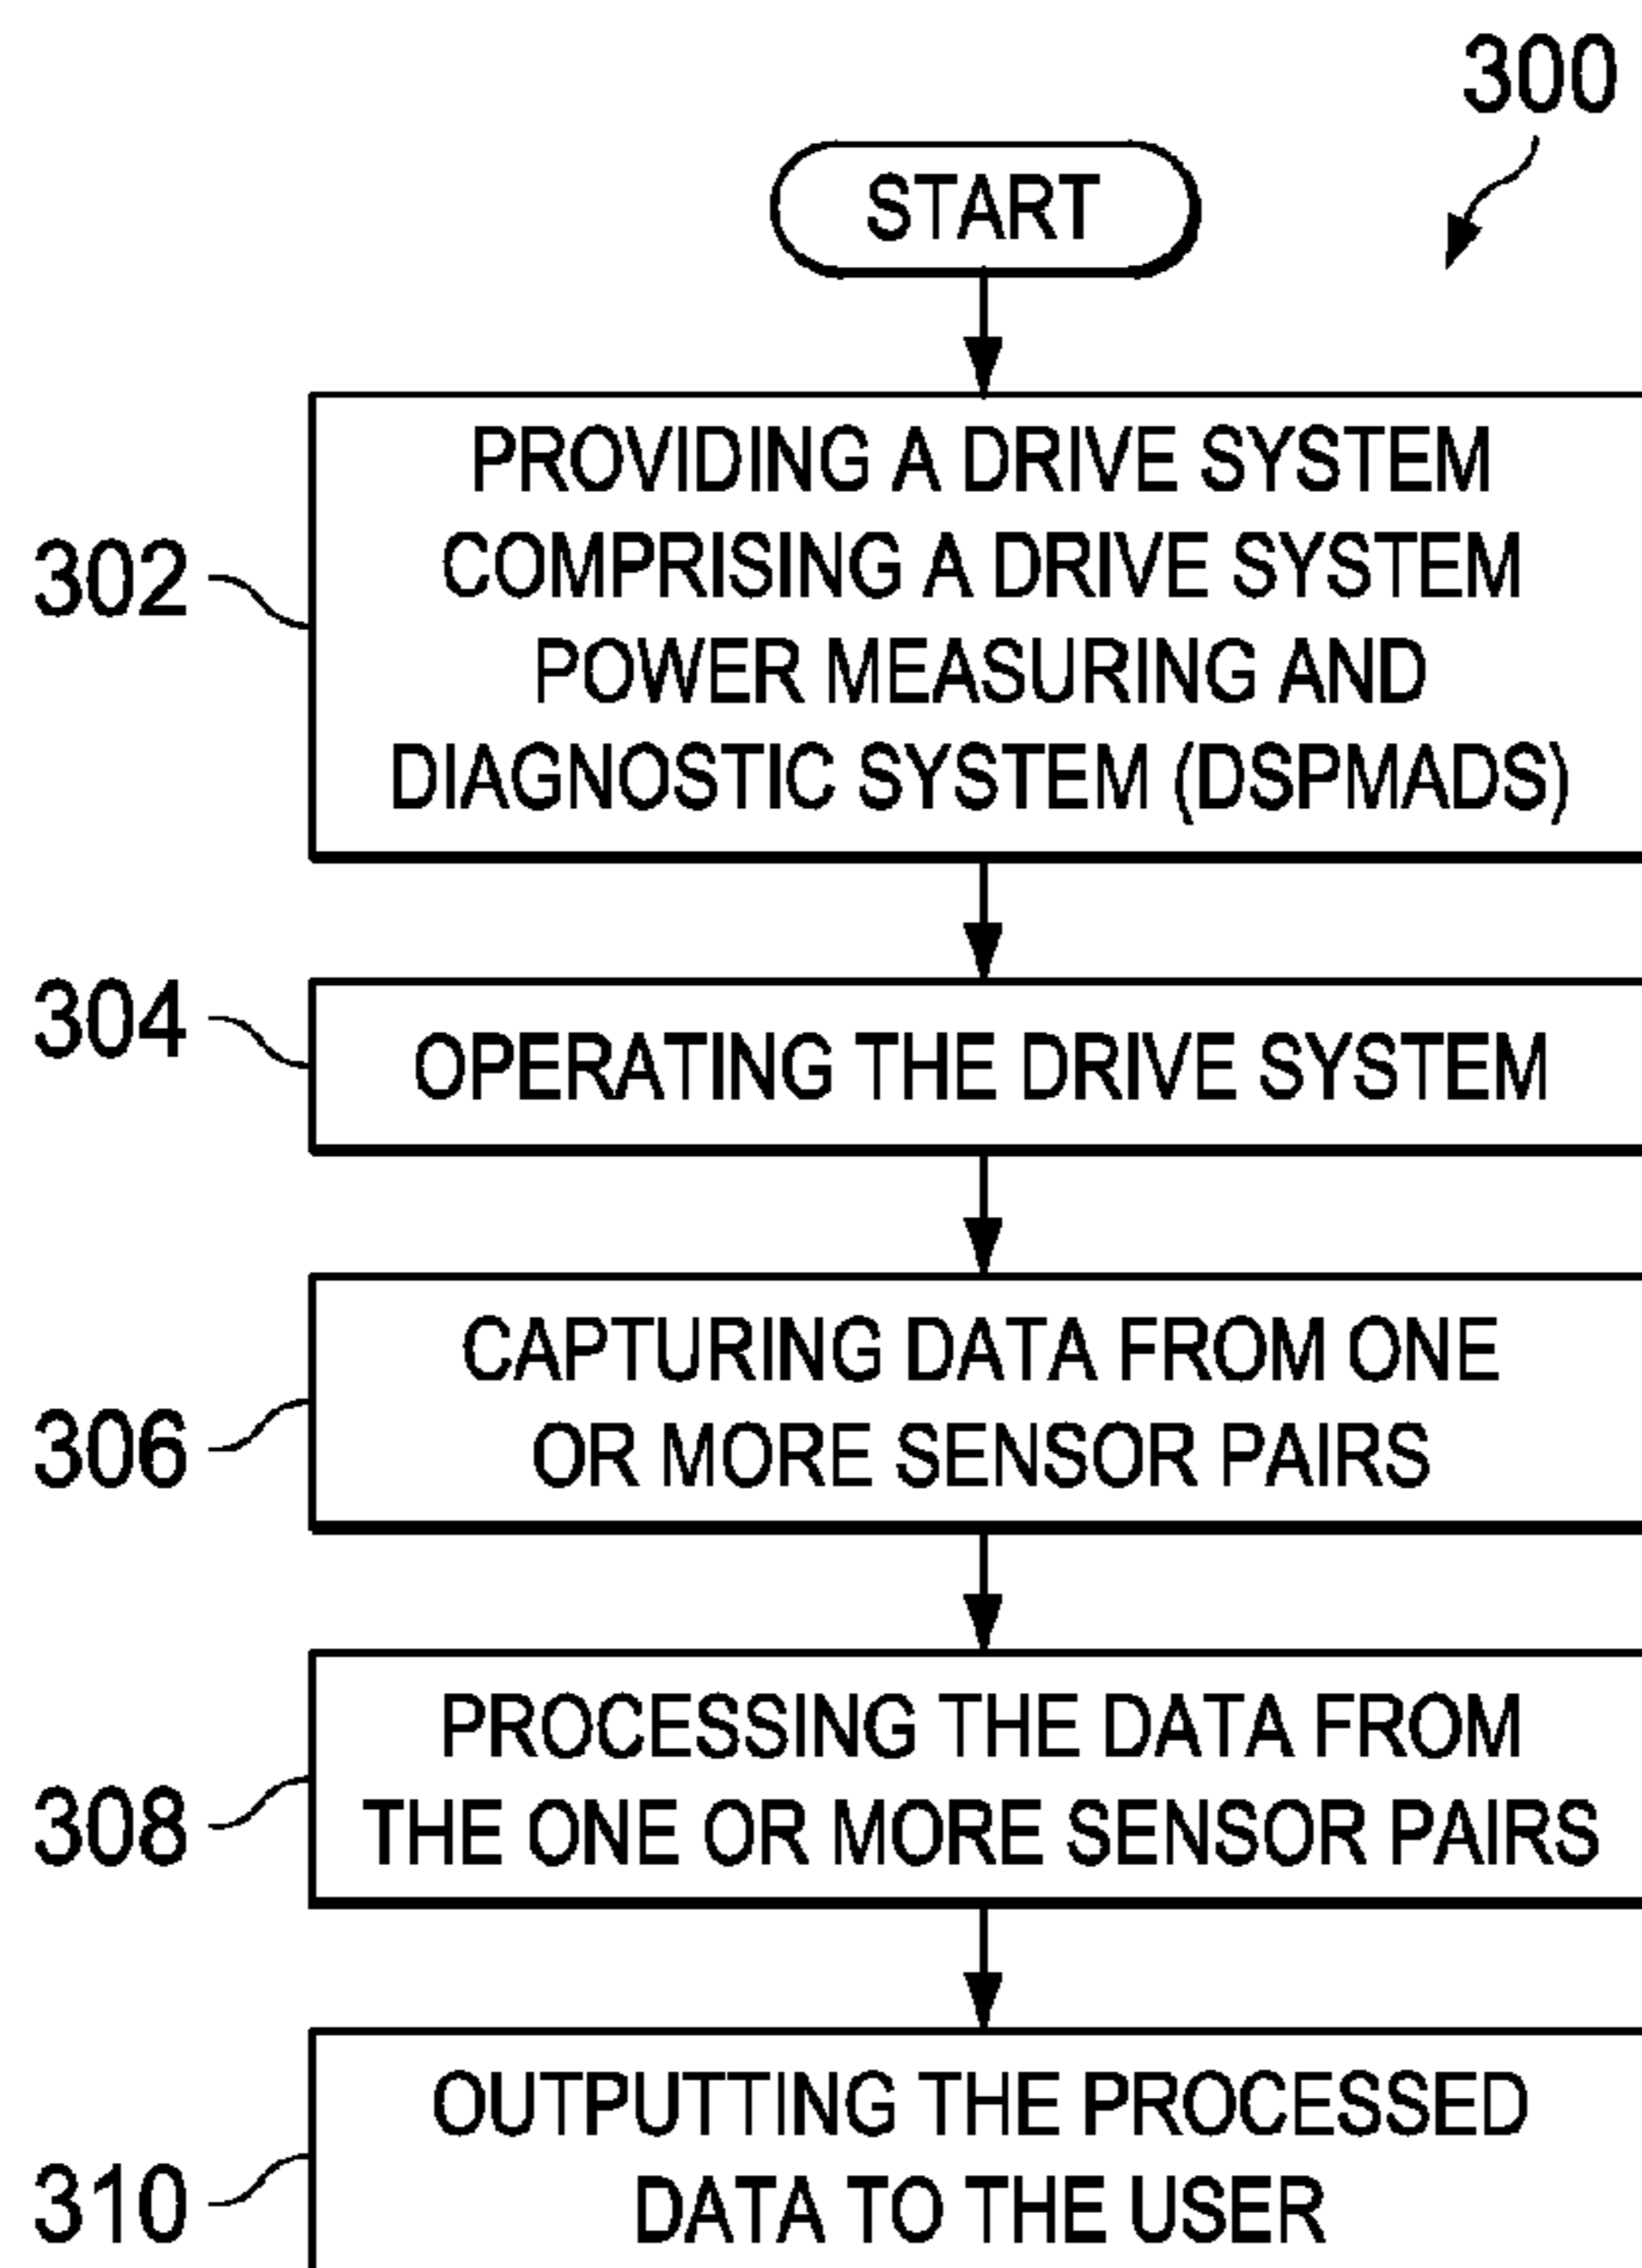 300
START
302
PROVIDING A DRIVE SYSTEM
COMPRISING A DRIVE SYSTEM
POWER MEASURING AND
DIAGNOSTIC SYSTEM (DSPMADS)
304
OPERATING THE DRIVE SYSTEM
306
CAPTURING DATA FROM ONE
OR MORE SENSOR PAIRS
308
PROCESSING THE DATA FROM
THE ONE OR MORE SENSOR PAIRS
310
OUTPUTTING THE PROCESSED
DATA TO THE USER